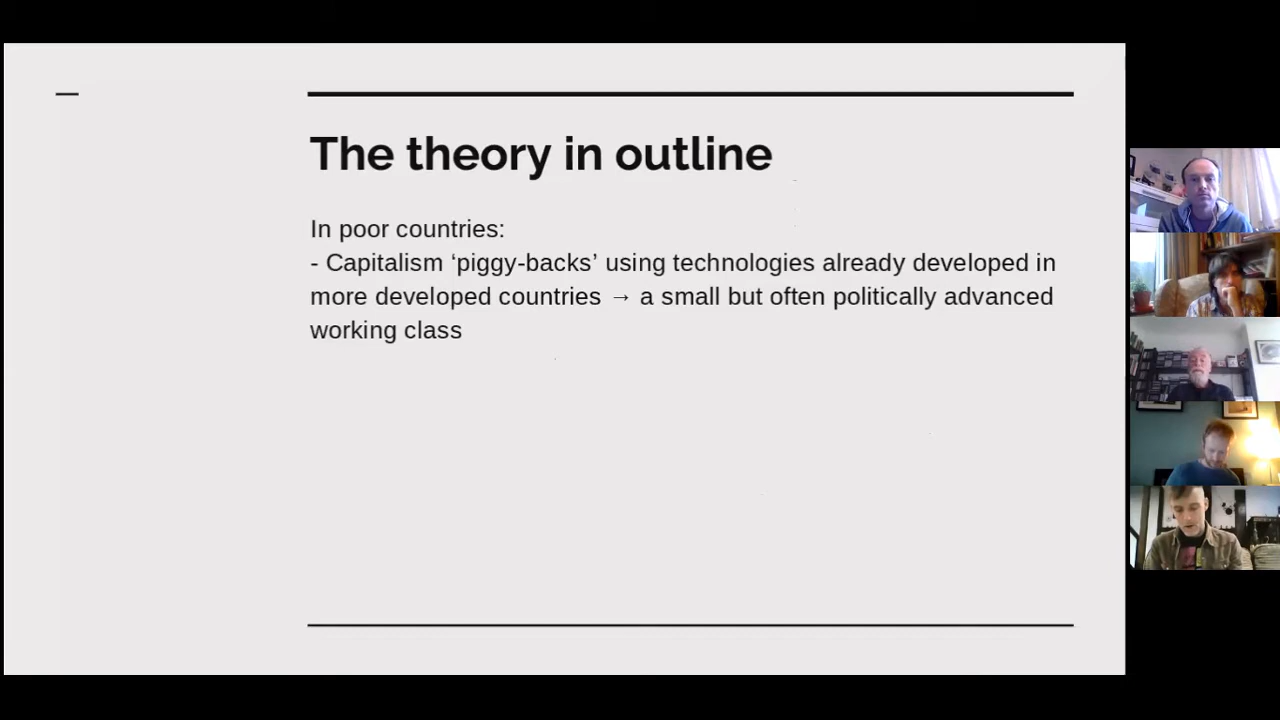 The theory in outline
In poor countries:
- Capitalism ‘piggy-backs’ using technologies already developed in
more developed countries → a small but often politically advanced
working class